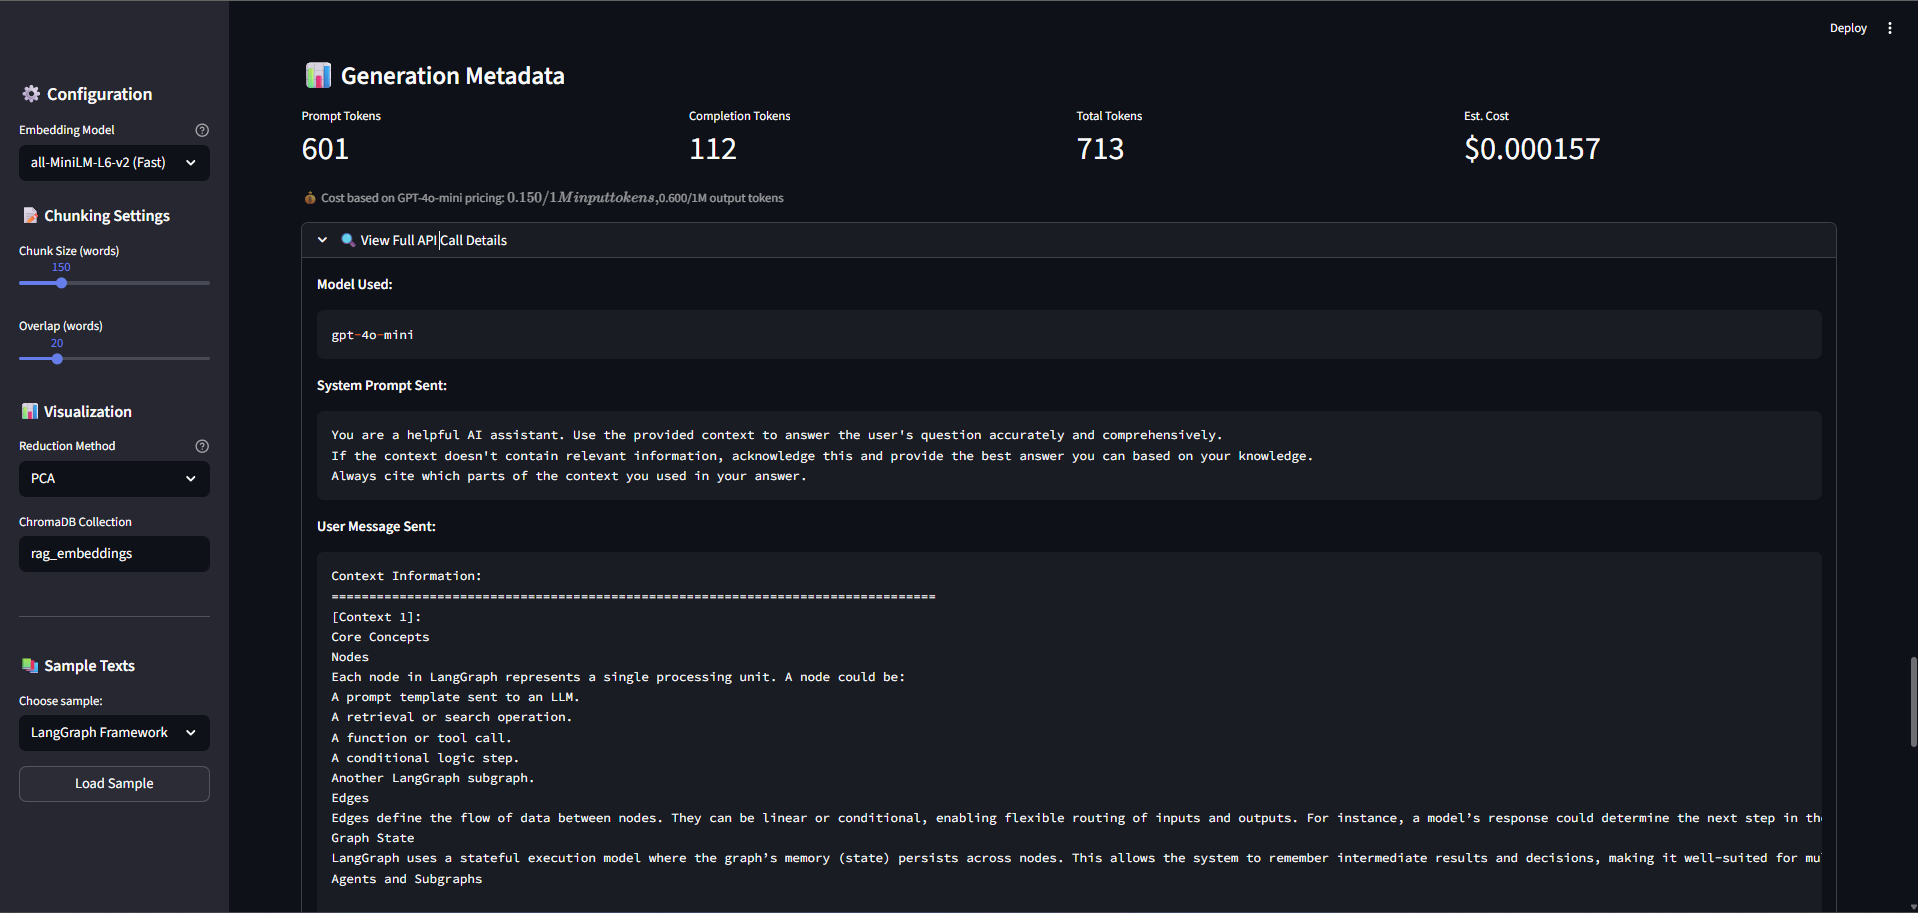 Deploy
Configuration
Embedding Model
all-MiniLM-L6-v2 (Fast)
Chunking Settings
Chunk Size (words)
150
Overlap (words)
20
Visualization
Reduction Method
PCA
ChromaDB Collection
rag_embeddings
Sample Texts
Choose sample:
LangGraph Framework
Load Sample
Generation Metadata
Prompt Tokens
601
Completion Tokens
112
Total Tokens
713
Est. Cost
$0.000157
Cost based on GPT-4o-mini pricing: 0.150/1Minputtokens,0.600/1M output tokens
View Full API Call Details
Model Used:
gpt-4o-mini
System Prompt Sent:
You are a helpful AI assistant. Use the provided context to answer the user's question accurately and comprehensively.
If the context doesn't contain relevant information, acknowledge this and provide the best answer you can based on your knowledge.
Always cite which parts of the context you used in your answer.
User Message Sent:
Context Information:
================================================================================
[Context 1]:
Core Concepts
Nodes
Each node in LangGraph represents a single processing unit. A node could be:
A prompt template sent to an LLM.
A retrieval or search operation.
A function or tool call.
A conditional logic step.
Another LangGraph subgraph.
Edges
Edges define the flow of data between nodes. They can be linear or conditional, enabling flexible routing of inputs and outputs. For instance, a model’s response could determine the next step in
Graph State
LangGraph uses a stateful execution model where the graph’s memory (state) persists across nodes. This allows the system to remember intermediate results and decisions, making it well-suited for
Agents and Subgraphs